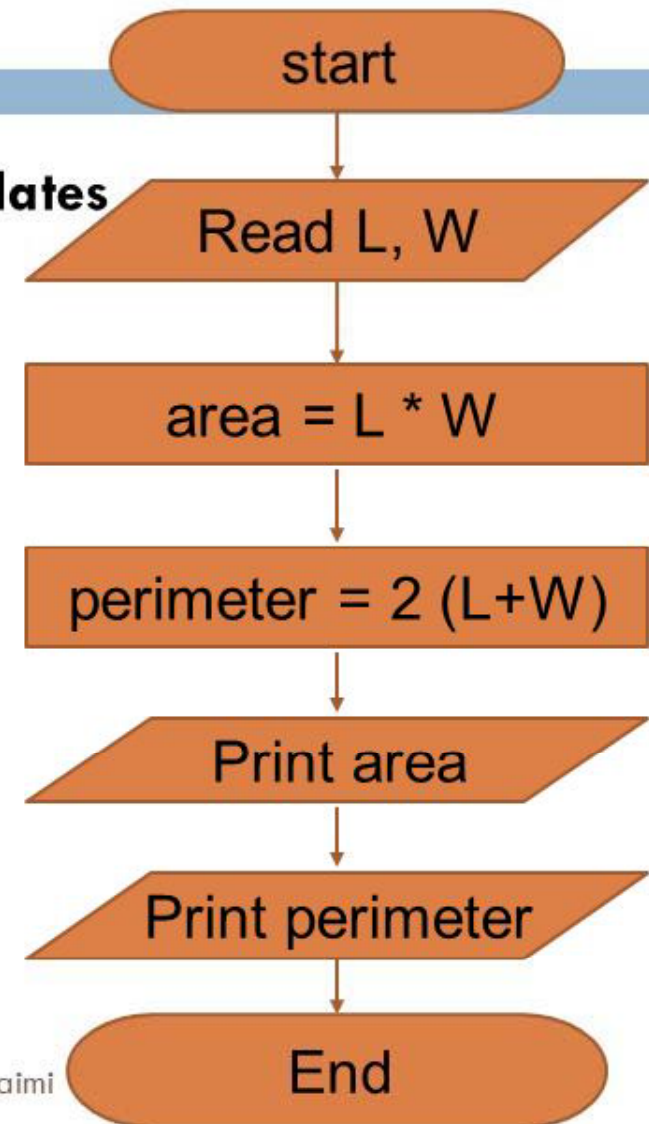 start
Read L, W
area = L * W
perimeter = 2 (L+W)
Print area
Print perimeter
End